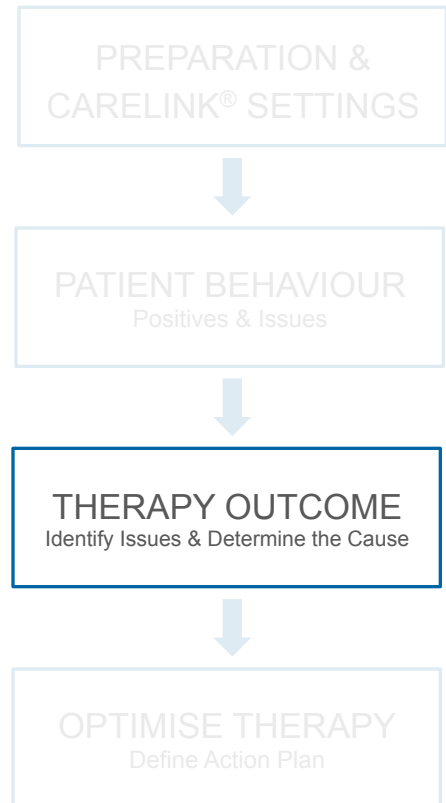 PREPARATION &
CARELINK® SETTINGS
PATIENT BEHAVIOUR
Positives & Issues
THERAPY OUTCOME
Identify Issues & Determine the Cause
OPTIMISE THERAPY
Define Action Plan